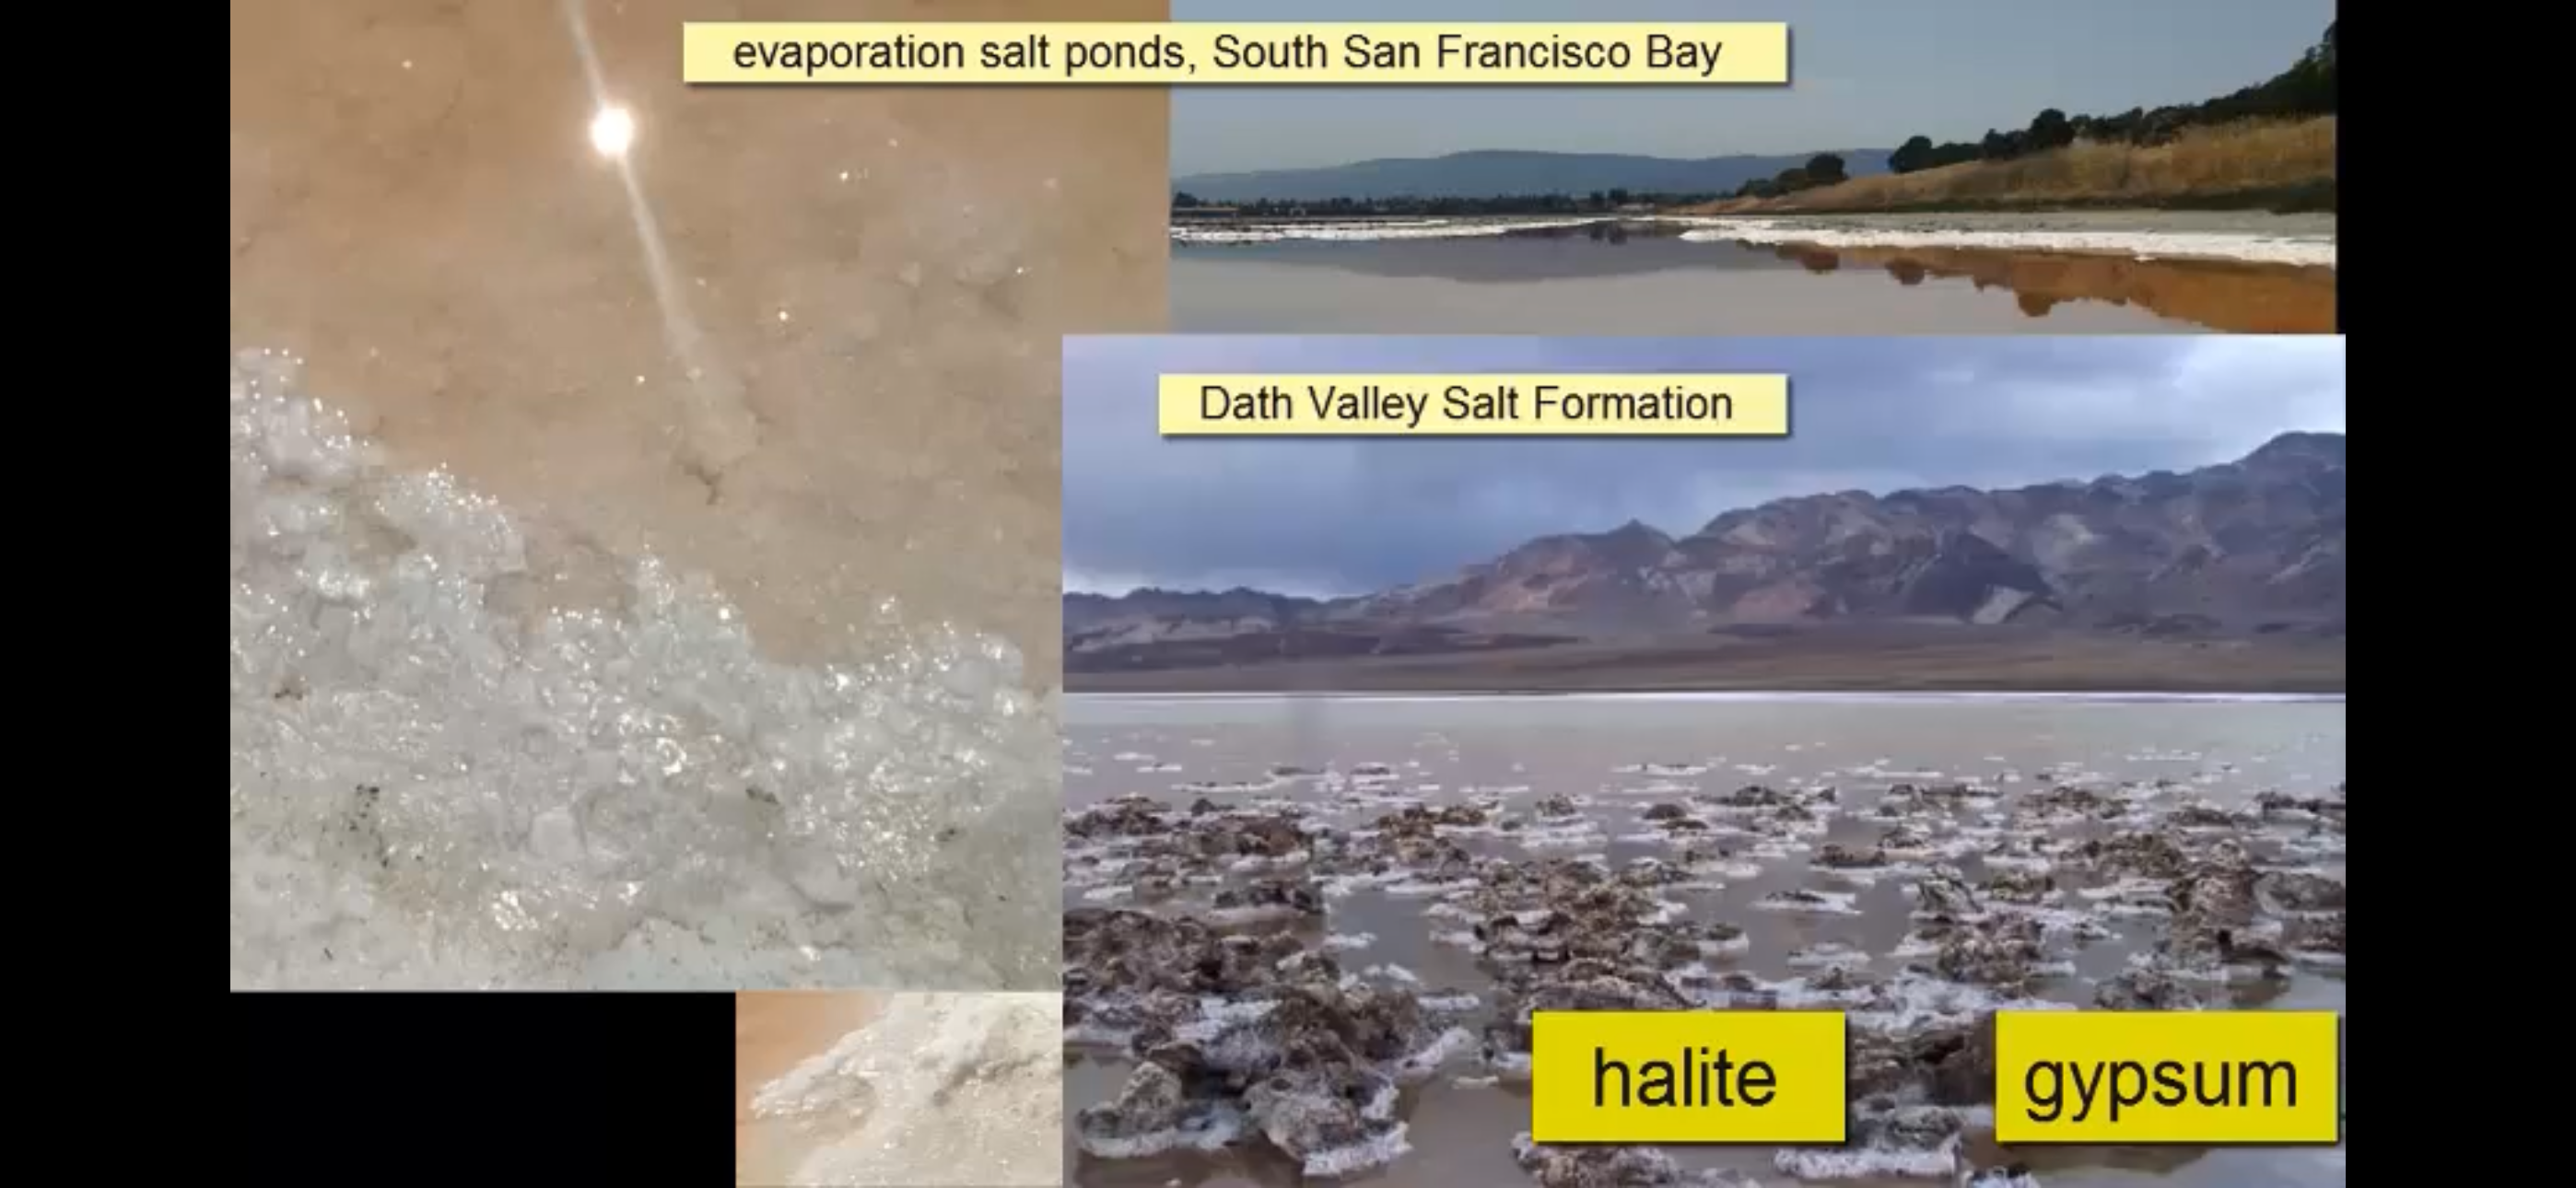 evaporation salt ponds, South San Francisco Bay
Dath Valley Salt Formation
halite
gypsum